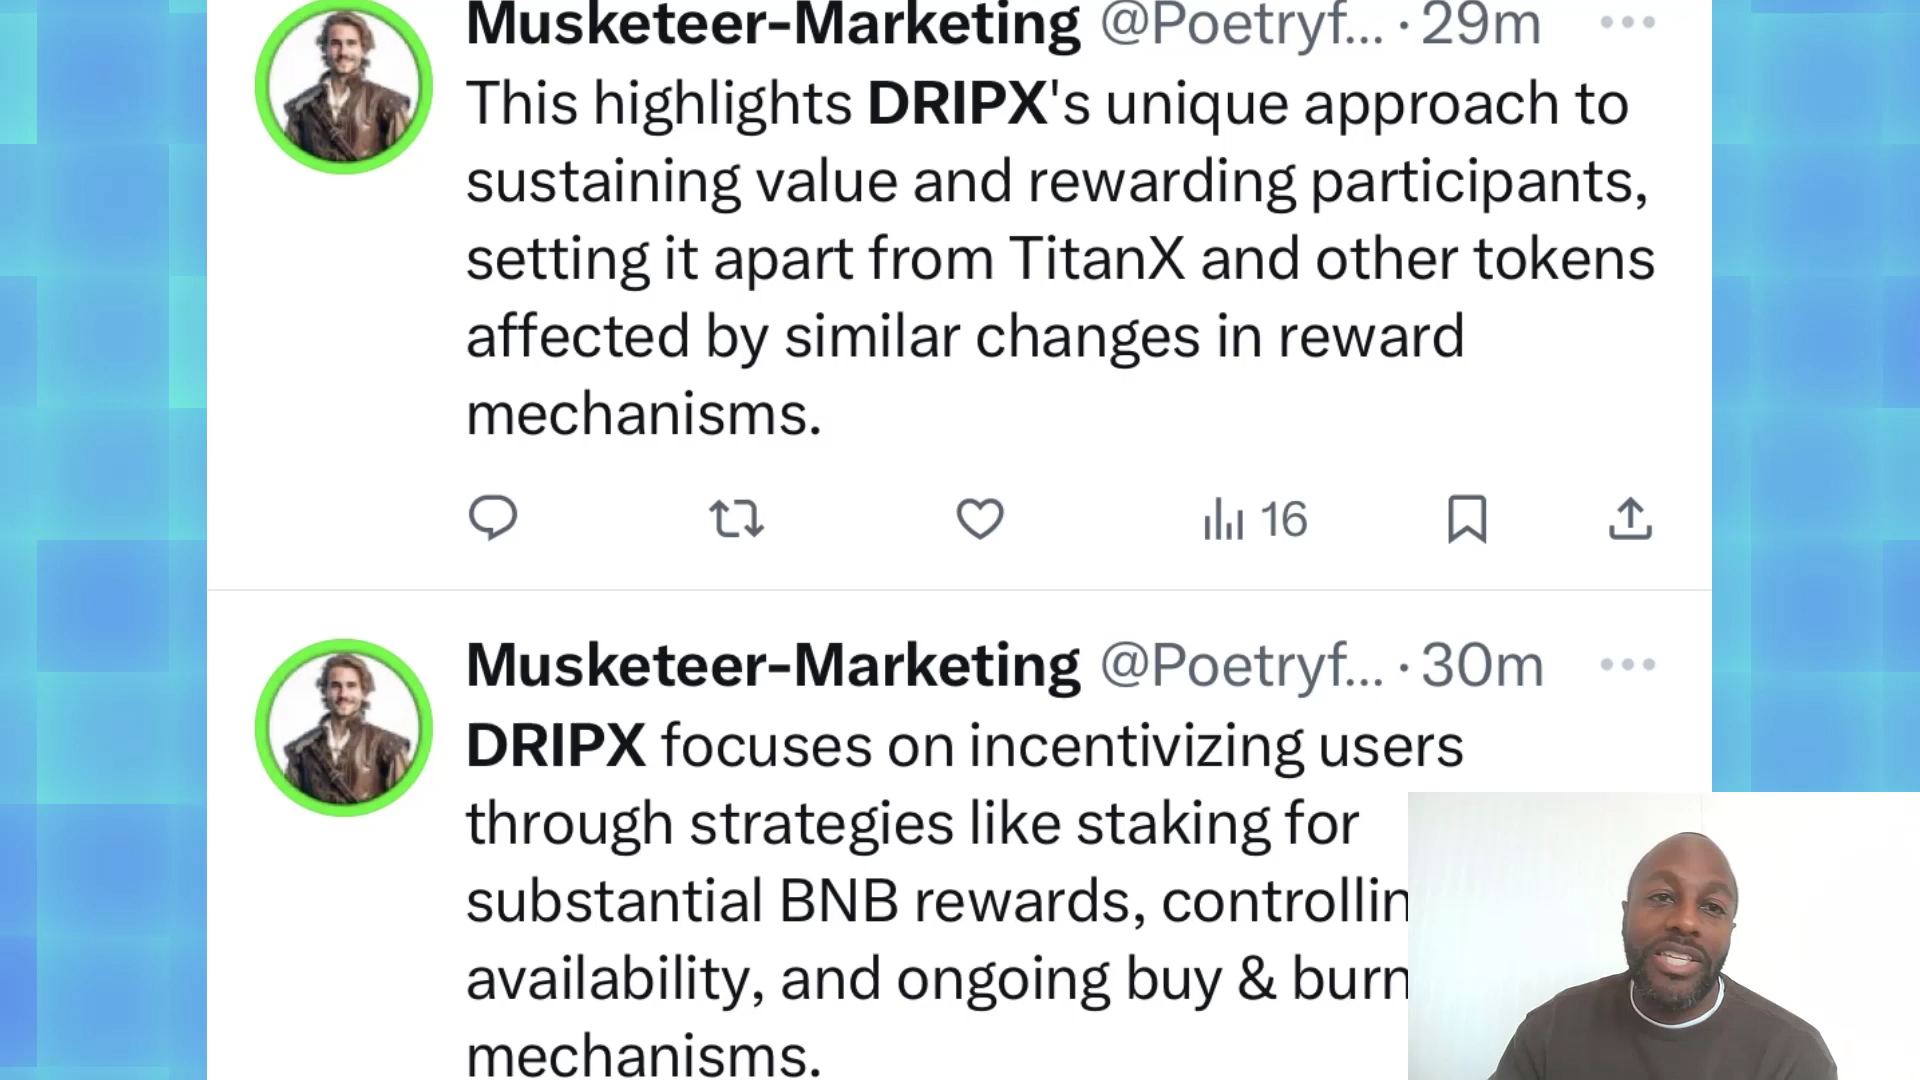 Musketeer-Marketing @Poetryf... · 29m
This highlights DRIPX's unique approach to
sustaining value and rewarding participants,
setting it apart from TitanX and other tokens
affected by similar changes in reward
mechanisms.
16
Musketeer-Marketing @Poetryf... · 30m
DRIPX focuses on incentivizing users
through strategies like staking for
substantial BNB rewards, controllin
availability, and ongoing buy & burn
mechanisms.